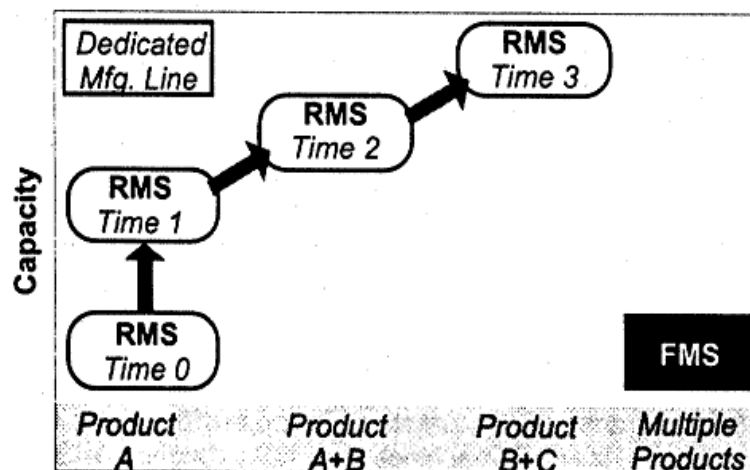 Dedicated
Mfq. Line
RMS
Time 3
RMS
Time 2
RMS
Time 1
RMS
Time 0
FMS
Capacity
Product
A
Product
A+B
Product
B+C
Multiple
Products